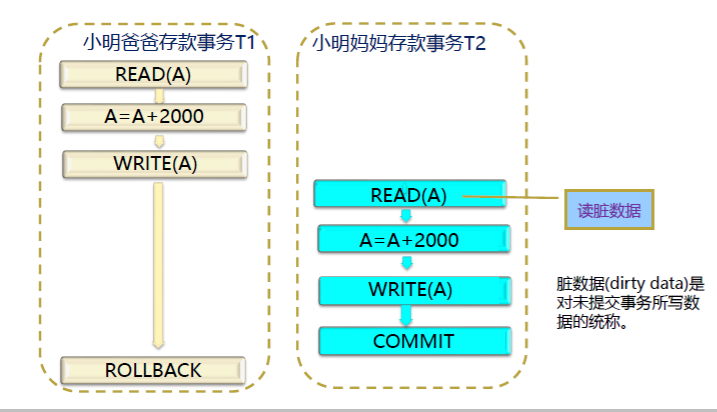 小明爸爸存款事务T1
READ(A)
A=A+2000
WRITE(A)
ROLLBACK
小明妈妈存款事务T2
READ(A)
A=A+2000
WRITE(A)
COMMIT
读脏数据
脏数据(dirty data)是
对未提交事务所写数
据的统称。